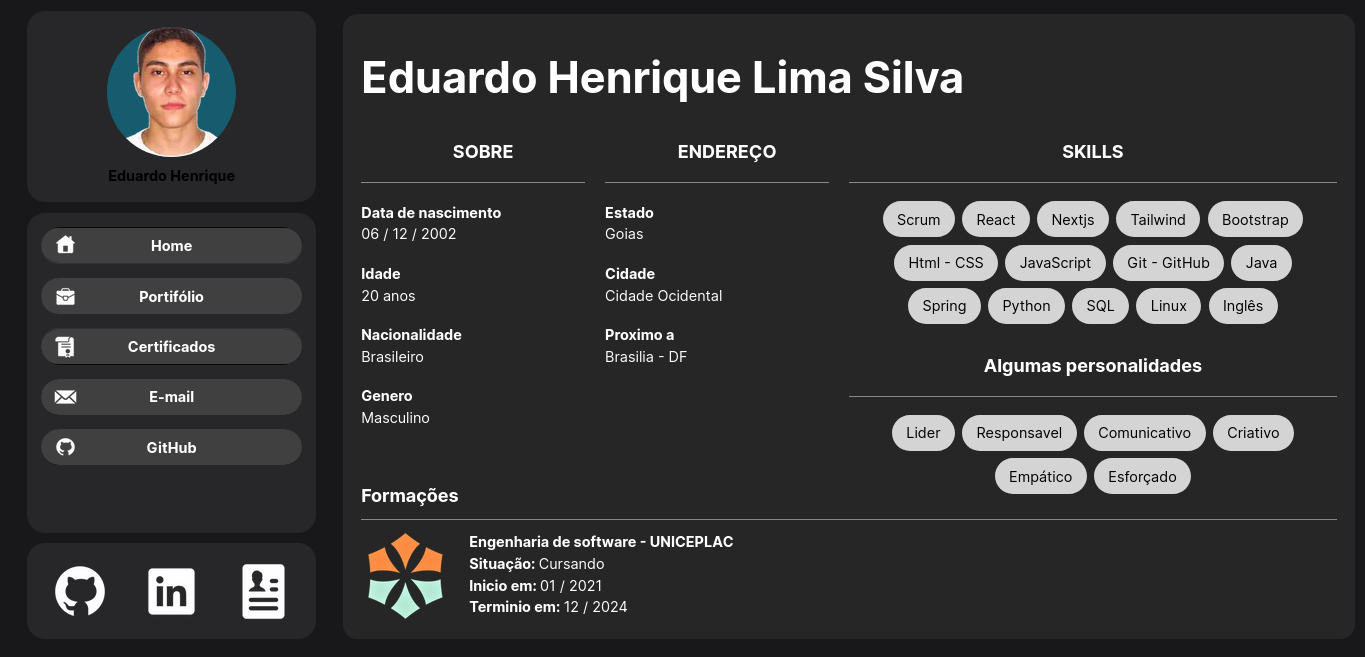 Eduardo Henrique
Home
Portifólio
Certificados
E-mail
GitHub
in
Eduardo Henrique Lima Silva
SOBRE
Data de nascimento
06 / 12 / 2002
Idade
20 anos
Nacionalidade
Brasileiro
Genero
Masculino
ENDEREÇO
Estado
Goias
Cidade
Cidade Ocidental
Proximo a
Brasilia - DF
SKILLS
Scrum React Nextjs Tailwind Bootstrap
Html - CSS JavaScript Git - GitHub Java
Spring Python SQL Linux Inglês
Algumas personalidades
Lider Responsavel Comunicativo Criativo
Empático Esforçado
Formações
Engenharia de software - UNICEPLAC
Situação: Cursando
Inicio em: 01 / 2021
Terminio em: 12 / 2024